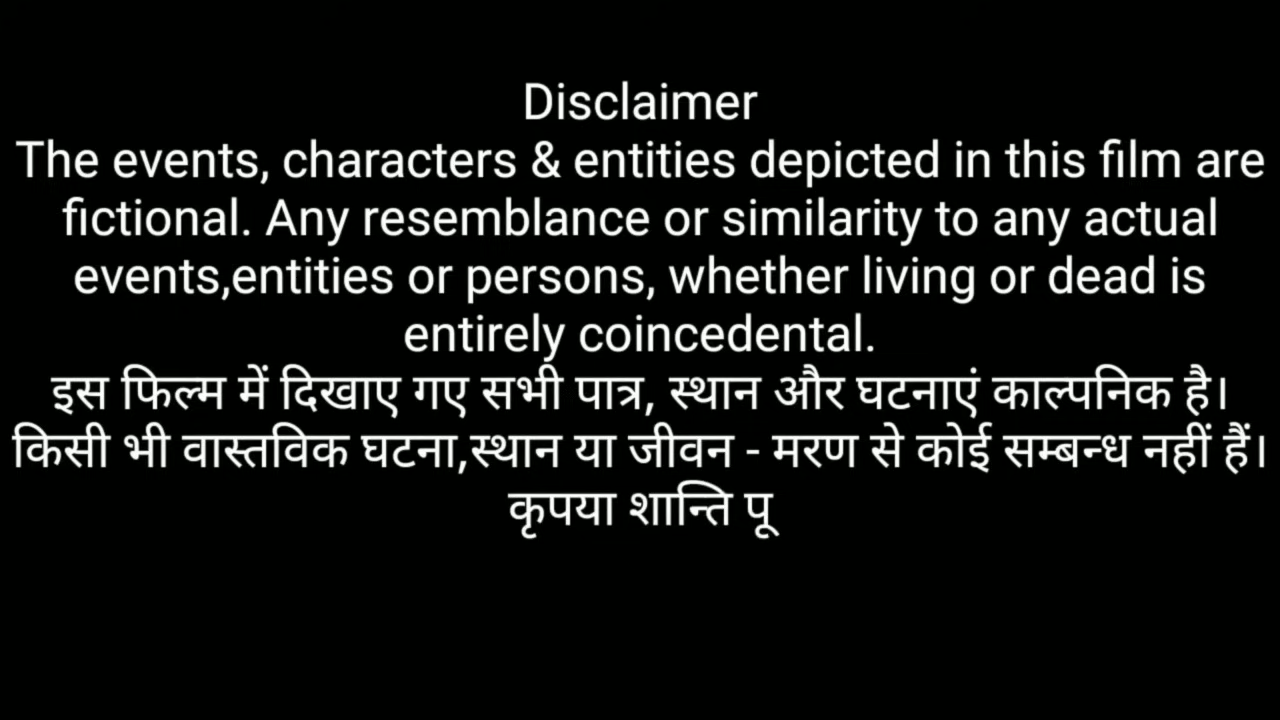 Disclaimer
The events, characters & entities depicted in this film are
fictional. Any resemblance or similarity to any actual
events,entities or persons, whether living or dead is
entirely coincedental.
इस फिल्म में दिखाए गए सभी पात्र, स्थान और घटनाएं काल्पनिक है।
किसी भी वास्तविक घटना,स्थान या जीवन - मरण से कोई सम्बन्ध नहीं हैं।
कृपया शान्ति पू